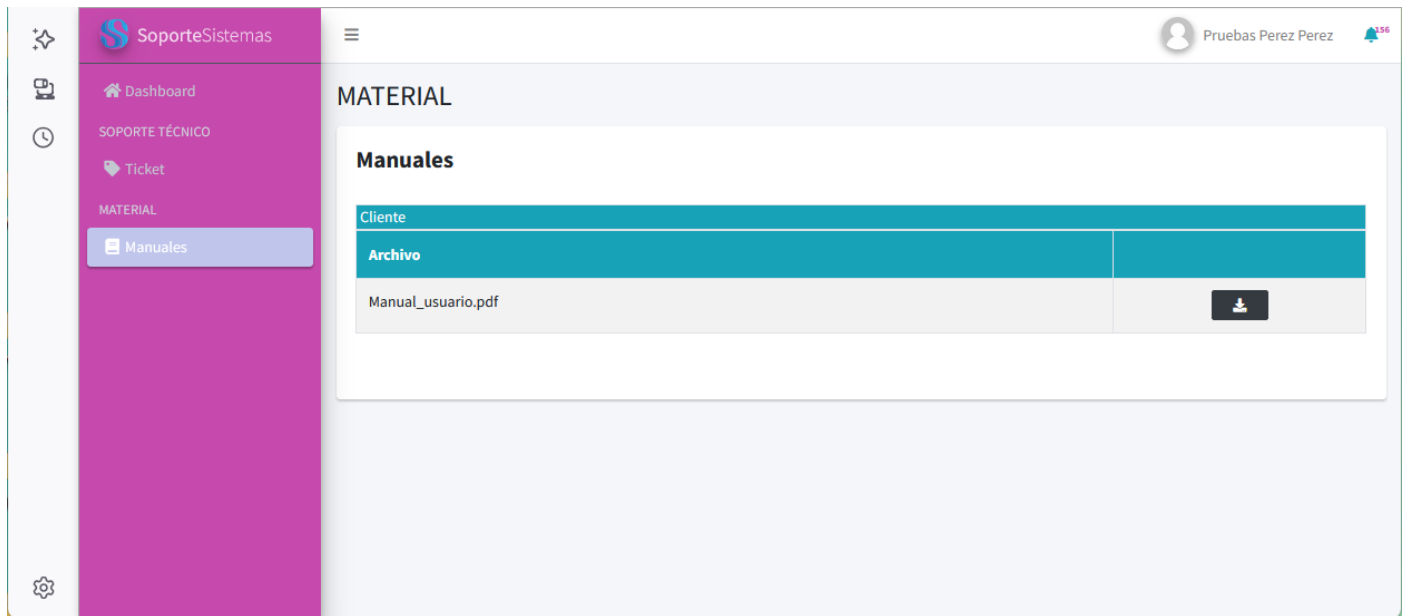 SoporteSistemas
Pruebas Perez Perez
156
Dashboard
SOPORTE TÉCNICO
Ticket
MATERIAL
Manuales
MATERIAL
Manuales
Cliente
Archivo
Manual_usuario.pdf